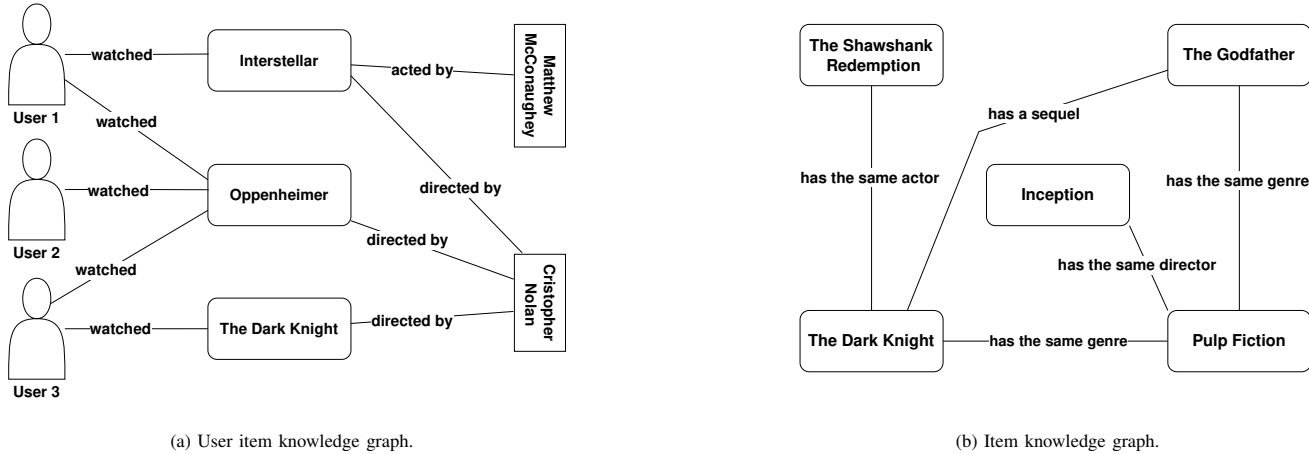 watched
Interstellar
acted by
Matthew
McConaughey
User 1
watched
watched
Oppenheimer
directed by
User 2
directed by
watched
watched
The Dark Knight
directed by
Cristopher
Nolan
User 3
(a) User item knowledge graph.
The Shawshank
Redemption
The Godfather
has a sequel
has the same actor
Inception
has the same genre
has the same director
The Dark Knight
has the same genre
Pulp Fiction
(b) Item knowledge graph.